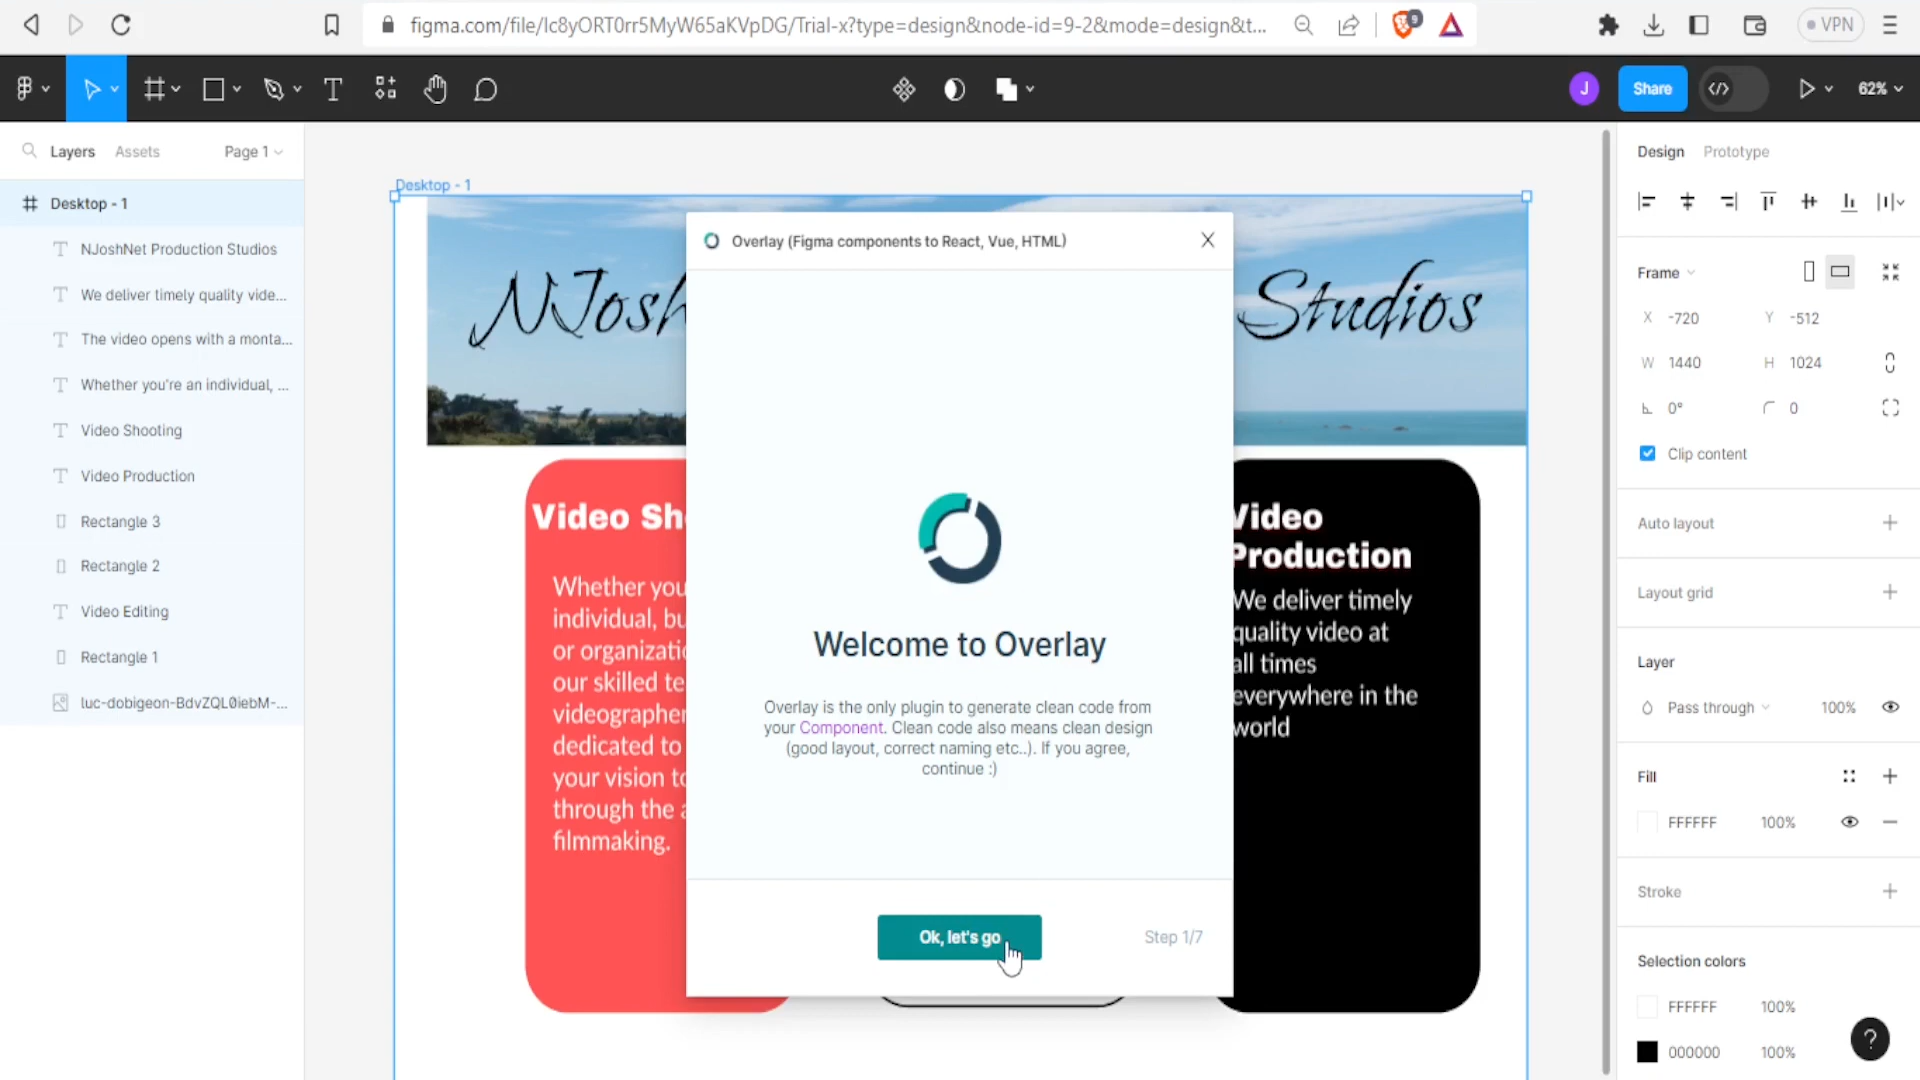 figma.com/file/Ic8yORT0rr5MyW65aKVpDG/Trial-x?type=design&node-id=9-2&mode=design&t...
9
VPN
J
Share
62%
Layers
Assets
Page 1
Desktop - 1
NJoshNet Production Studios
We deliver timely quality vide...
The video opens with a monta...
Whether you're an individual, ...
Video Shooting
Video Production
Rectangle 3
Rectangle 2
Video Editing
Rectangle 1
luc-dobigeon-BdvZQL0iebM-...
Desktop - 1
NJosh
Studios
Video Sh
Whether you
individual, bu
or organizatio
our skilled te
videographer
dedicated to
your vision to
through the a
filmmaking.
Overlay (Figma components to React, Vue, HTML)
Welcome to Overlay
Overlay is the only plugin to generate clean code from
your Component. Clean code also means clean design
(good layout, correct naming etc..). If you agree,
continue :)
Ok, let's go
Step 1/7
Video
Production
We deliver timely
quality video at
all times
everywhere in the
world
Design
Prototype
Frame
X -720
Y -512
W 1440
H 1024
0°
0
Clip content
Auto layout
Layout grid
Layer
Pass through
100%
Fill
FFFFFF
100%
Stroke
Selection colors
FFFFFF
100%
000000
100%
?